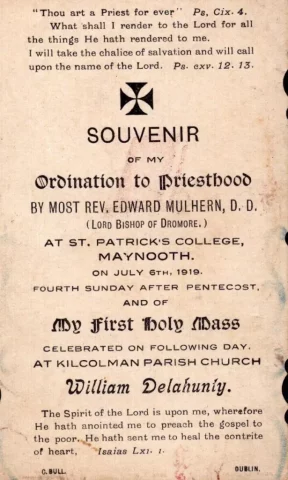 "Thou art a Priest for ever" Ps, Cix. 4.
What shall I render to the Lord for all
the things He hath rendered to me.
I will take the chalice of salvation and will call
upon the name of the Lord. Ps. cxv. 12. 13.
SOUVENIR
OF MY
Ordination to Priesthood
BY MOST REV. EDWARD MULHERN, D. D.
(LORD BISHOP OF DROMORE.)
AT ST. PATRICK'S COLLEGE,
MAYNOOTH.
ON JULY 6TH, 1919.
FOURTH SUNDAY AFTER PENTECOST,
AND OF
My First Holy Mass
CELEBRATED ON FOLLOWING DAY.
AT KILCOLMAN PARISH CHURCH
William Delahunty.
The Spirit of the Lord is upon me, wherefore
He hath anointed me to preach the gospel to
the poor. He hath sent me to heal the contrite
of heart, Isaias Lxi. 1.
C. BULL. DUBLIN.